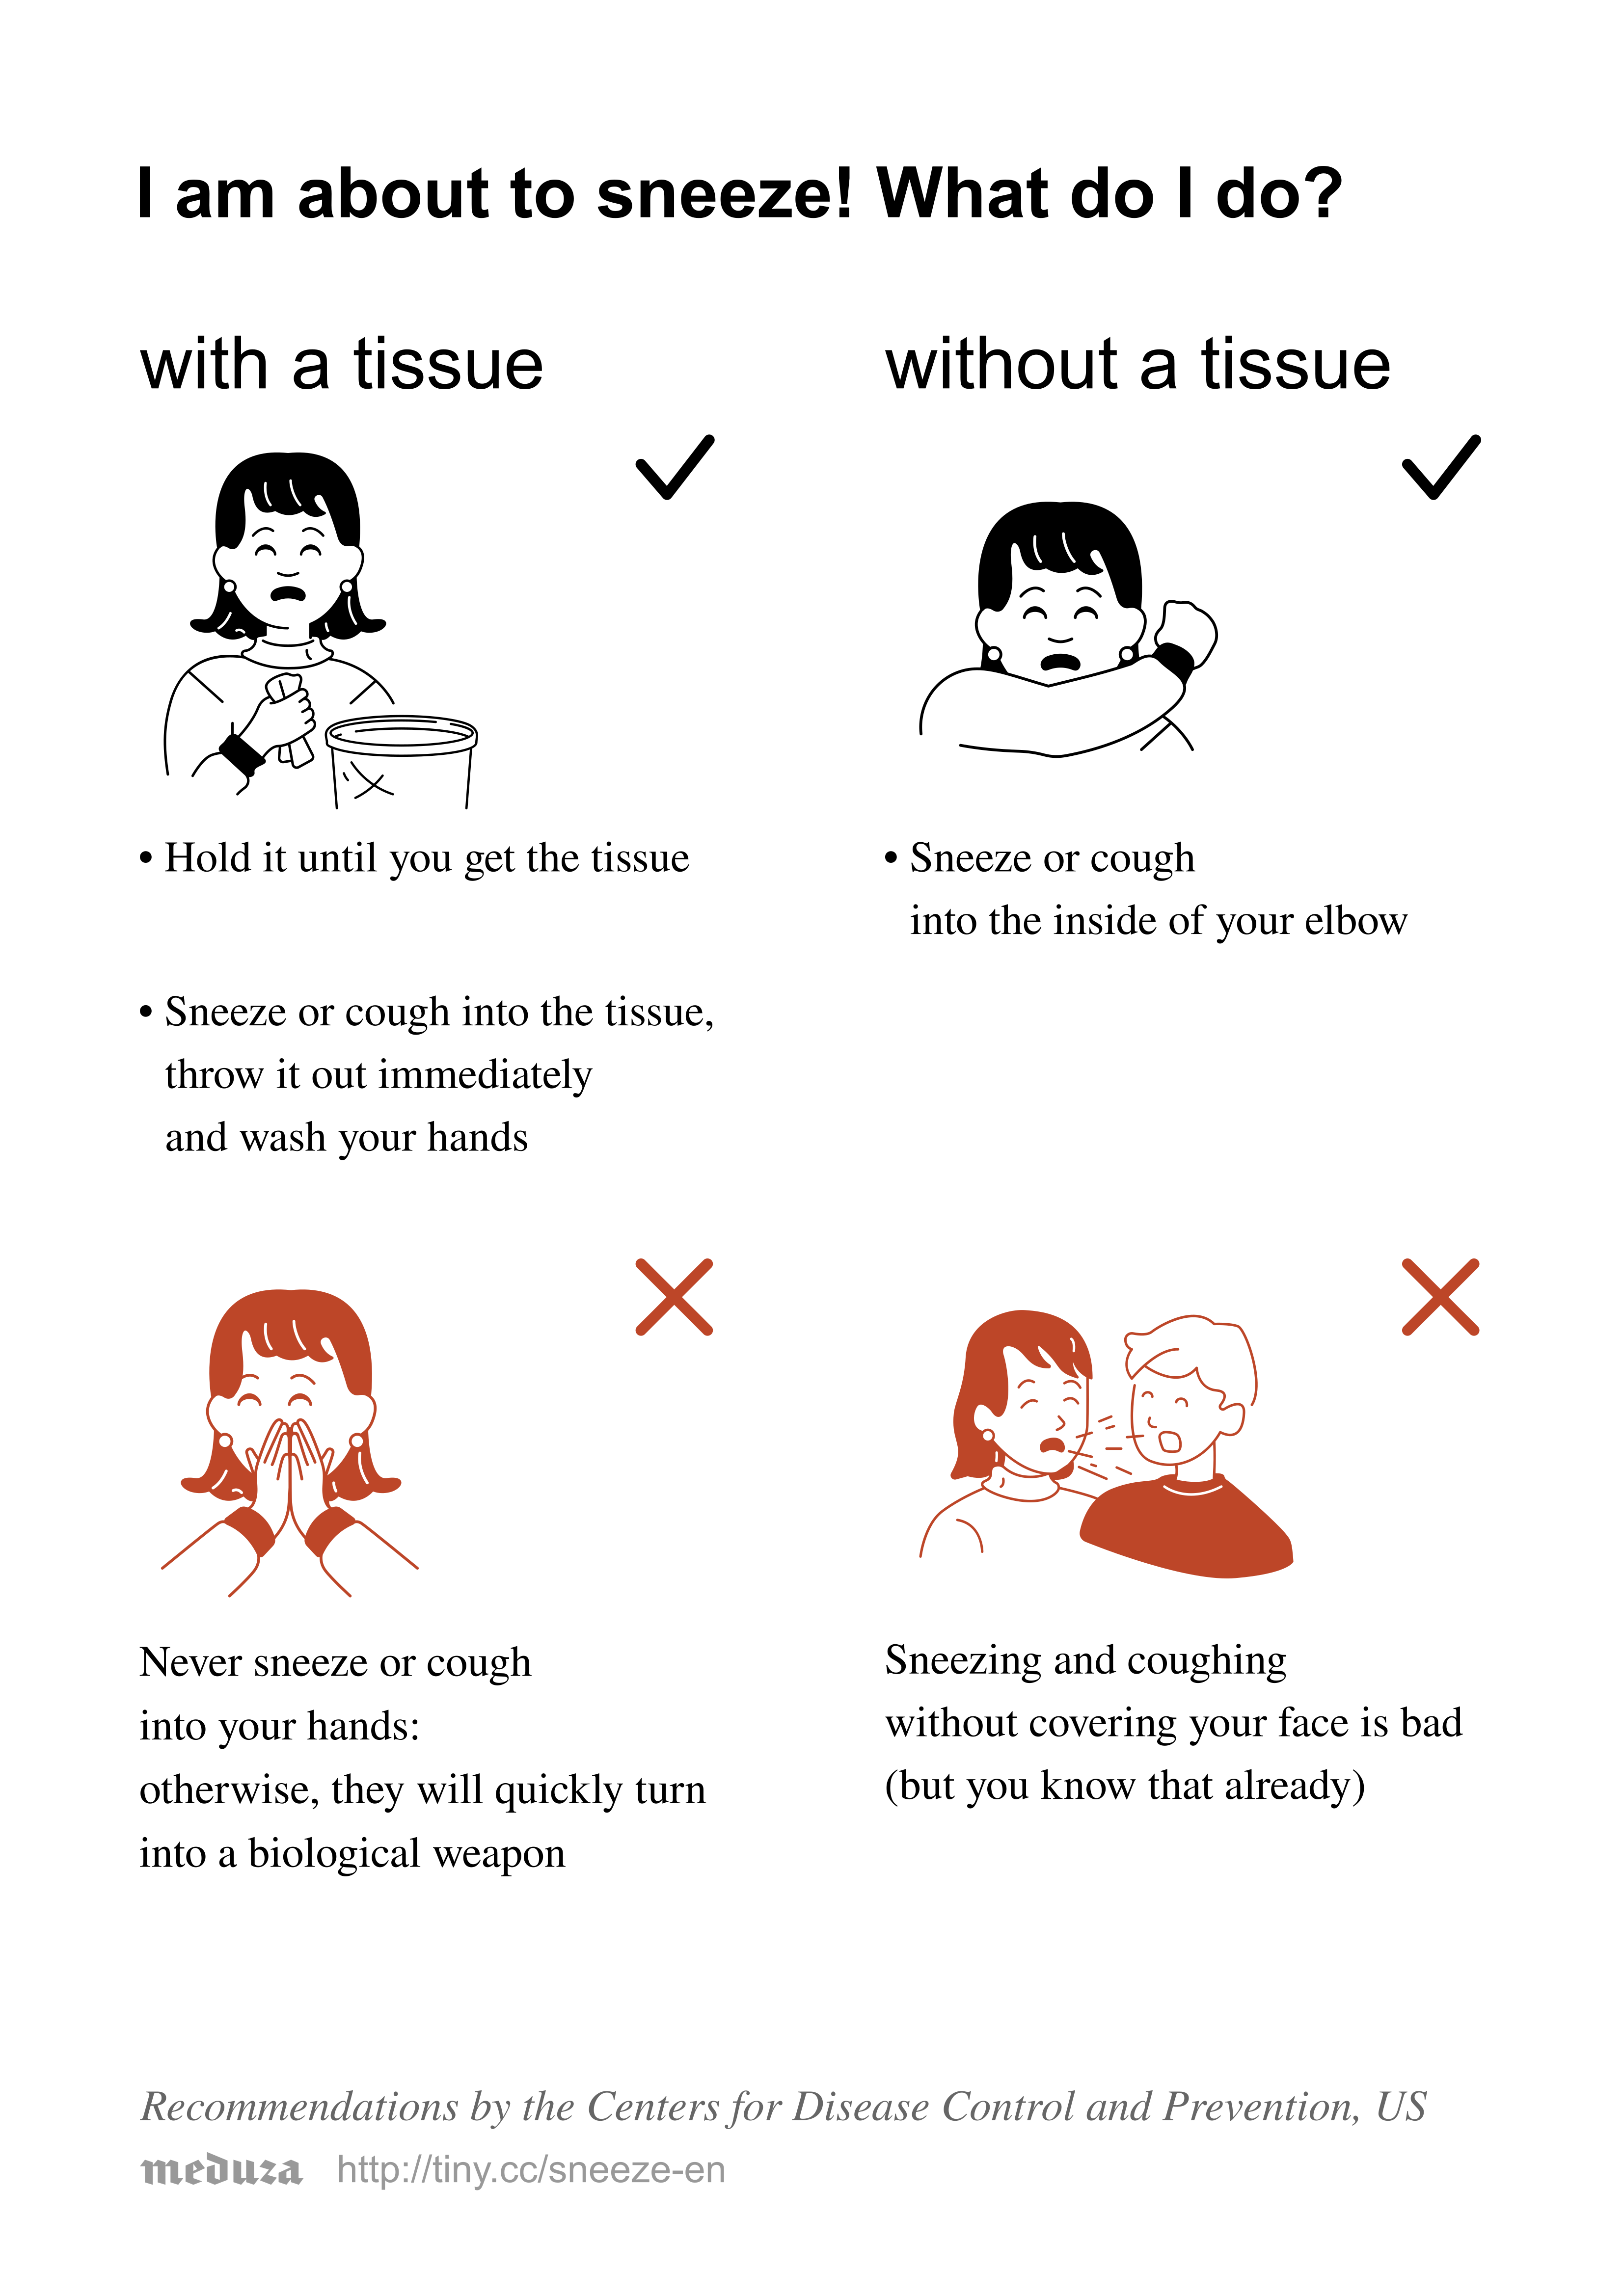 I am about to sneeze! What do I do?
with a tissue
• Hold it until you get the tissue
• Sneeze or cough into the tissue,
throw it out immediately
and wash your hands
without a tissue
• Sneeze or cough
into the inside of your elbow
Never sneeze or cough
into your hands:
otherwise, they will quickly turn
into a biological weapon
Sneezing and coughing
without covering your face is bad
(but you know that already)
Recommendations by the Centers for Disease Control and Prevention, US
meduza http://tiny.cc/sneeze-en